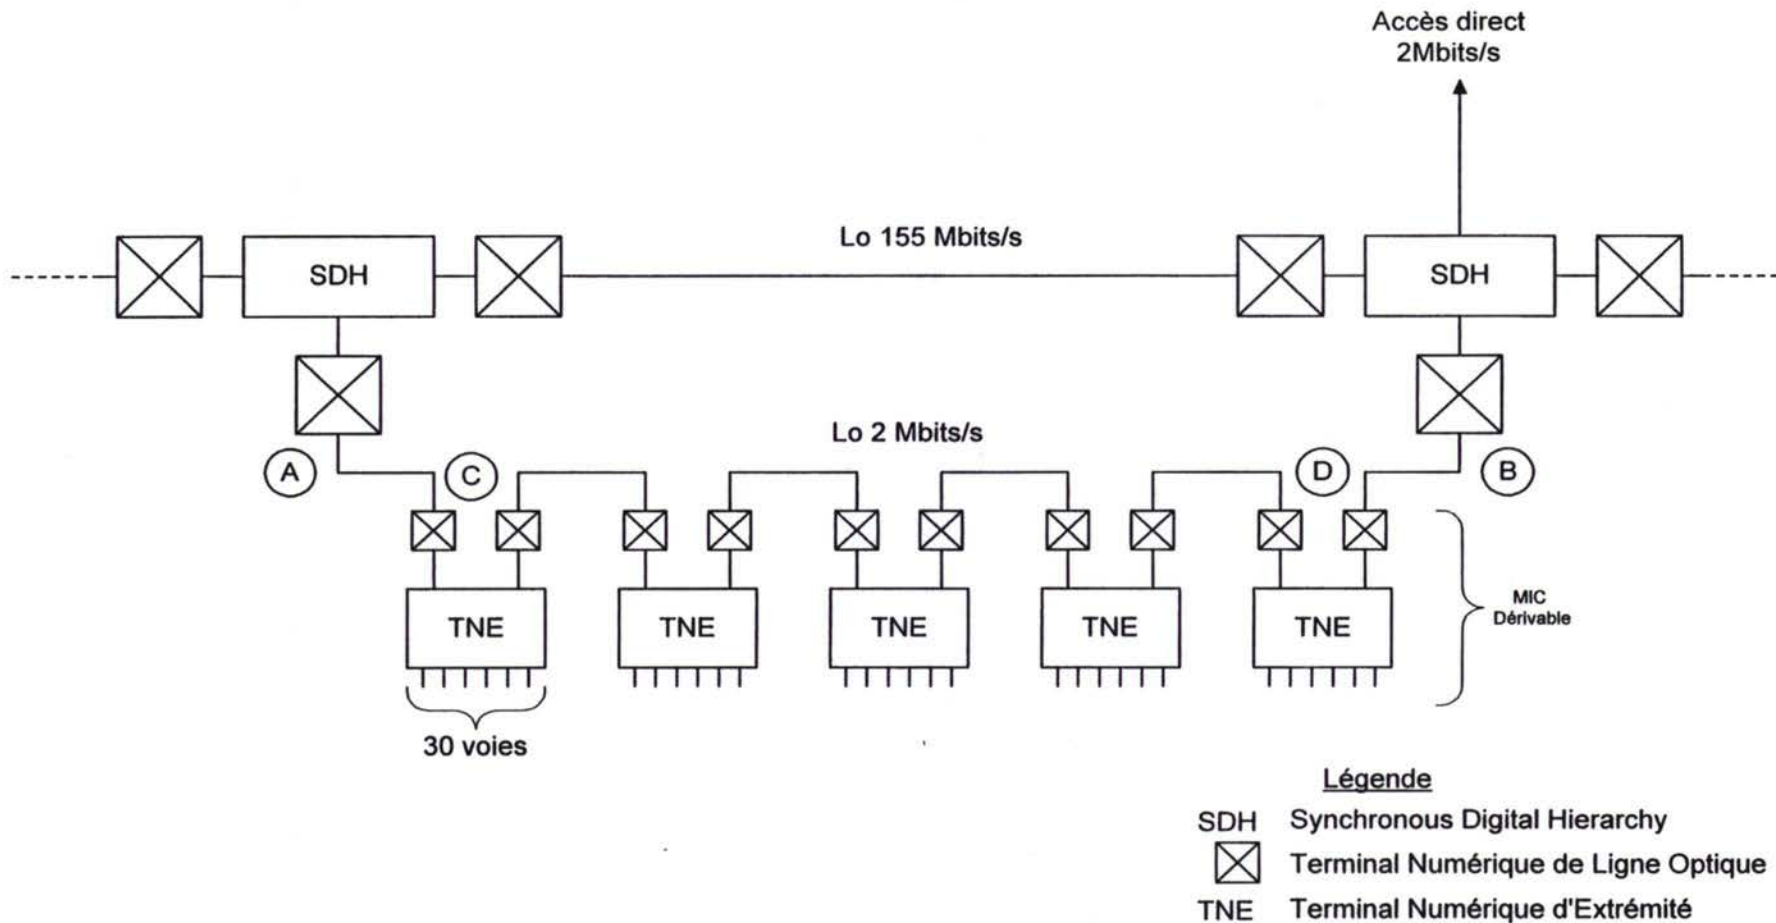 Accès direct
2Mbits/s
Lo 155 Mbits/s
SDH
SDH
Lo 2 Mbits/s
A
C
D
B
TNE
TNE
TNE
TNE
TNE
MIC
Dérivable
30 voies
Légende
SDH Synchronous Digital Hierarchy
Terminal Numérique de Ligne Optique
TNE Terminal Numérique d'Extrémité